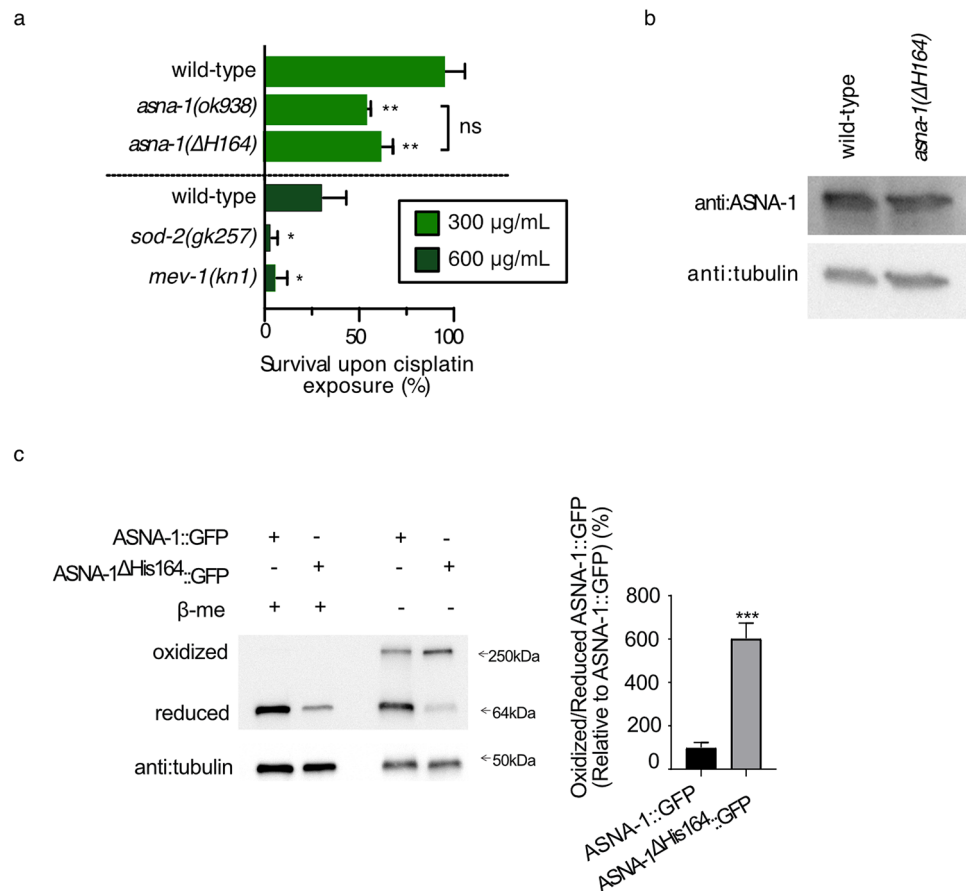 a
wild-type
asna-1(ok938)
**
ns
asna-1(ΔH164)
**
wild-type
sod-2(gk257)
*
mev-1(kn1)
*
300 µg/mL
600 µg/mL
0
50
100
Survival upon cisplatin
exposure (%)
b
wild-type
asna-1(ΔH164)
anti:ASNA-1
anti:tubulin
c
ASNA-1::GFP + - + -
ASNA-1ΔHis164::GFP - + - +
β-me + + - -
oxidized
←250kDa
reduced
←64kDa
anti:tubulin
←50kDa
Oxidized/Reduced ASNA-1::GFP
(Relative to ASNA-1::GFP) (%)
800
600
400
200
0
***
ASNA-1::GFP
ASNA-1ΔHis164::GFP